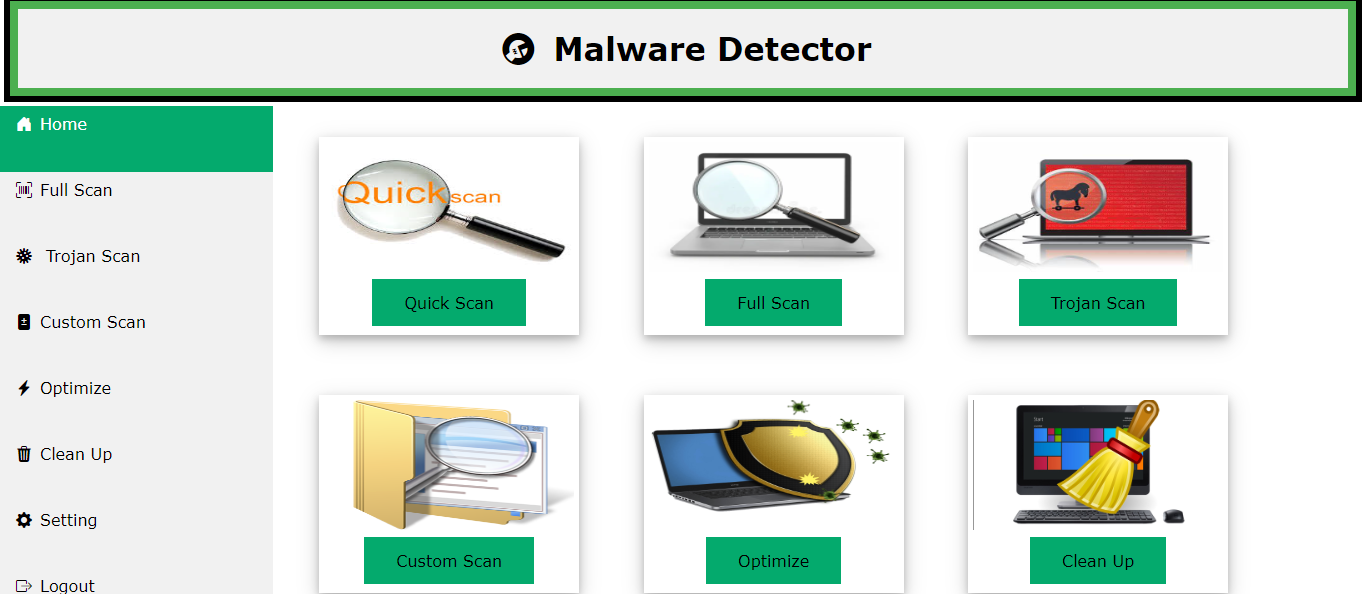 Malware Detector
Home
Full Scan
Trojan Scan
Custom Scan
Optimize
Clean Up
Setting
Logout
Quick scan
Quick Scan
Full Scan
Trojan Scan
Custom Scan
Optimize
Start
Clean Up